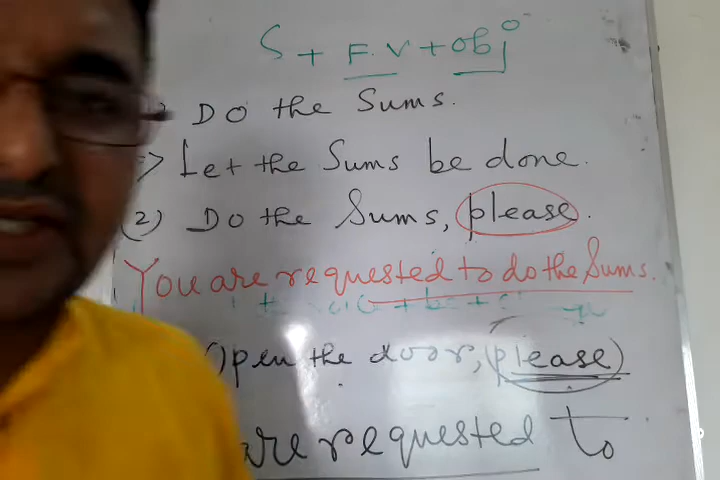 S + F.V + obj
Do the Sums.
Let the Sums be done.
(2) Do the Sums, please.
You are requested to do the Sums.
Open the door, (please)
are requested to